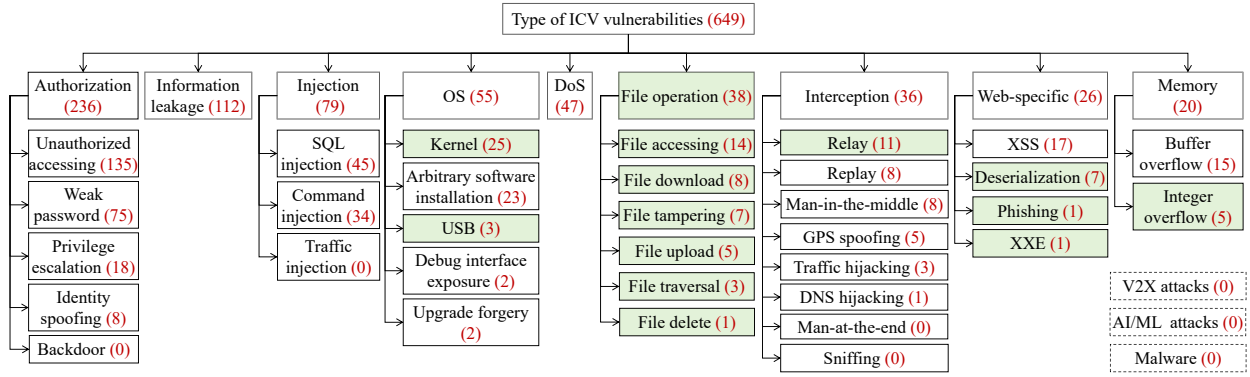 Type of ICV vulnerabilities (649)
Authorization
(236)
Unauthorized
accessing (135)
Weak
password (75)
Privilege
escalation (18)
Identity
spoofing (8)
Backdoor (0)
Information
leakage (112)
Injection
(79)
SQL
injection (45)
Command
injection (34)
Traffic
injection (0)
OS (55)
Kernel (25)
Arbitrary software
installation (23)
USB (3)
Debug interface
exposure (2)
Upgrade forgery
(2)
DoS
(47)
File operation (38)
File accessing (14)
File download (8)
File tampering (7)
File upload (5)
File traversal (3)
File delete (1)
Interception (36)
Relay (11)
Replay (8)
Man-in-the-middle (8)
GPS spoofing (5)
Traffic hijacking (3)
DNS hijacking (1)
Man-at-the-end (0)
Sniffing (0)
Web-specific (26)
XSS (17)
Deserialization (7)
Phishing (1)
XXE (1)
Memory
(20)
Buffer
overflow (15)
Integer
overflow (5)
V2X attacks (0)
AI/ML attacks (0)
Malware (0)